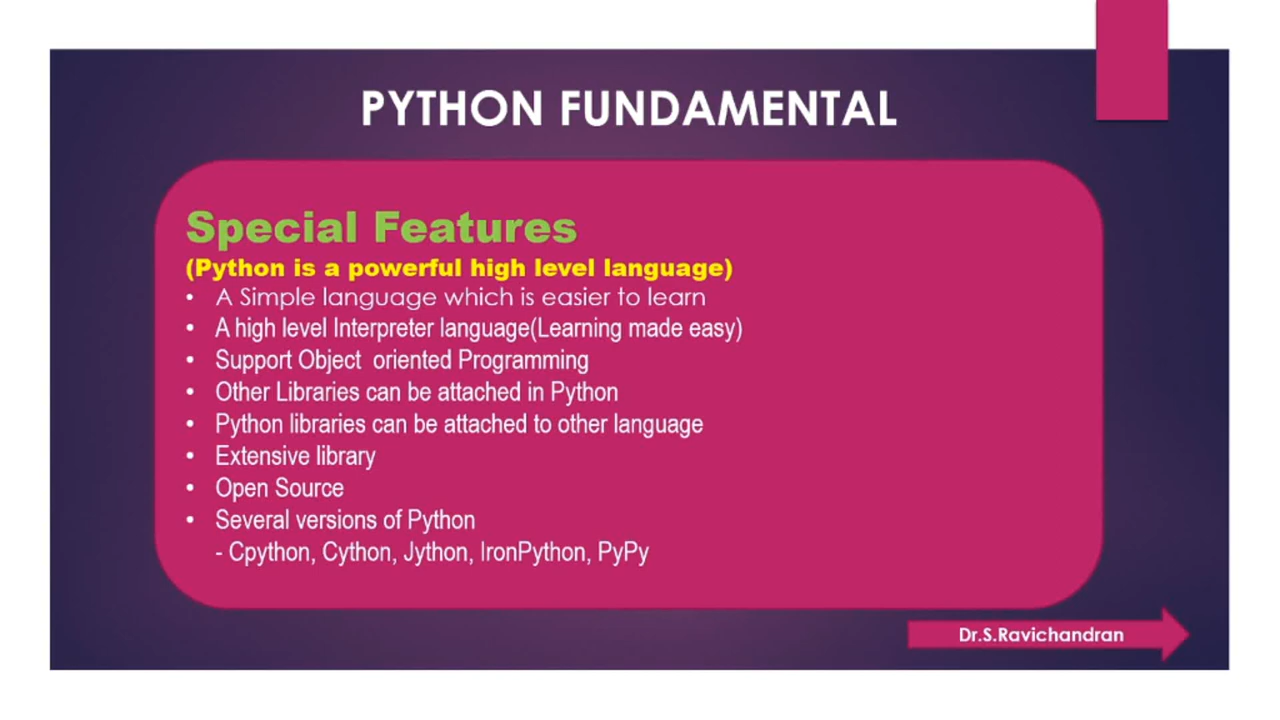 PYTHON FUNDAMENTAL
Special Features
(Python is a powerful high level language)
• A Simple language which is easier to learn
• A high level Interpreter language(Learning made easy)
• Support Object oriented Programming
• Other Libraries can be attached in Python
• Python libraries can be attached to other language
• Extensive library
• Open Source
• Several versions of Python
- Cpython, Cython, Jython, IronPython, PyPy
Dr.S.Ravichandran